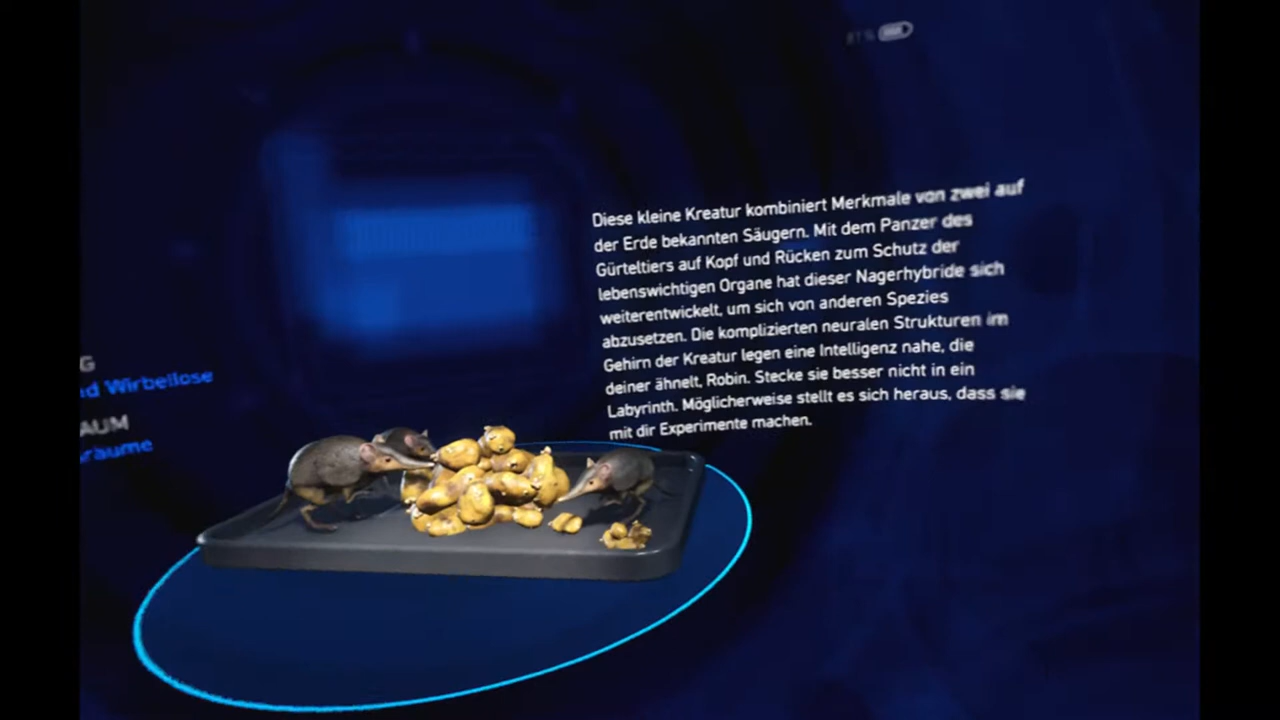 Diese kleine Kreatur kombiniert Merkmale von zwei auf
der Erde bekannten Säugern. Mit dem Panzer des
Gürteltiers auf Kopf und Rücken zum Schutz der
lebenswichtigen Organe hat dieser Nagerhybride sich
weiterentwickelt, um sich von anderen Spezies
abzusetzen. Die komplizierten neuralen Strukturen im
Gehirn der Kreatur legen eine Intelligenz nahe, die
deiner ähnelt, Robin. Stecke sie besser nicht in ein
Labyrinth. Möglicherweise stellt es sich heraus, dass sie
mit dir Experimente machen.
G
nd Wirbellose
AUM
sräume